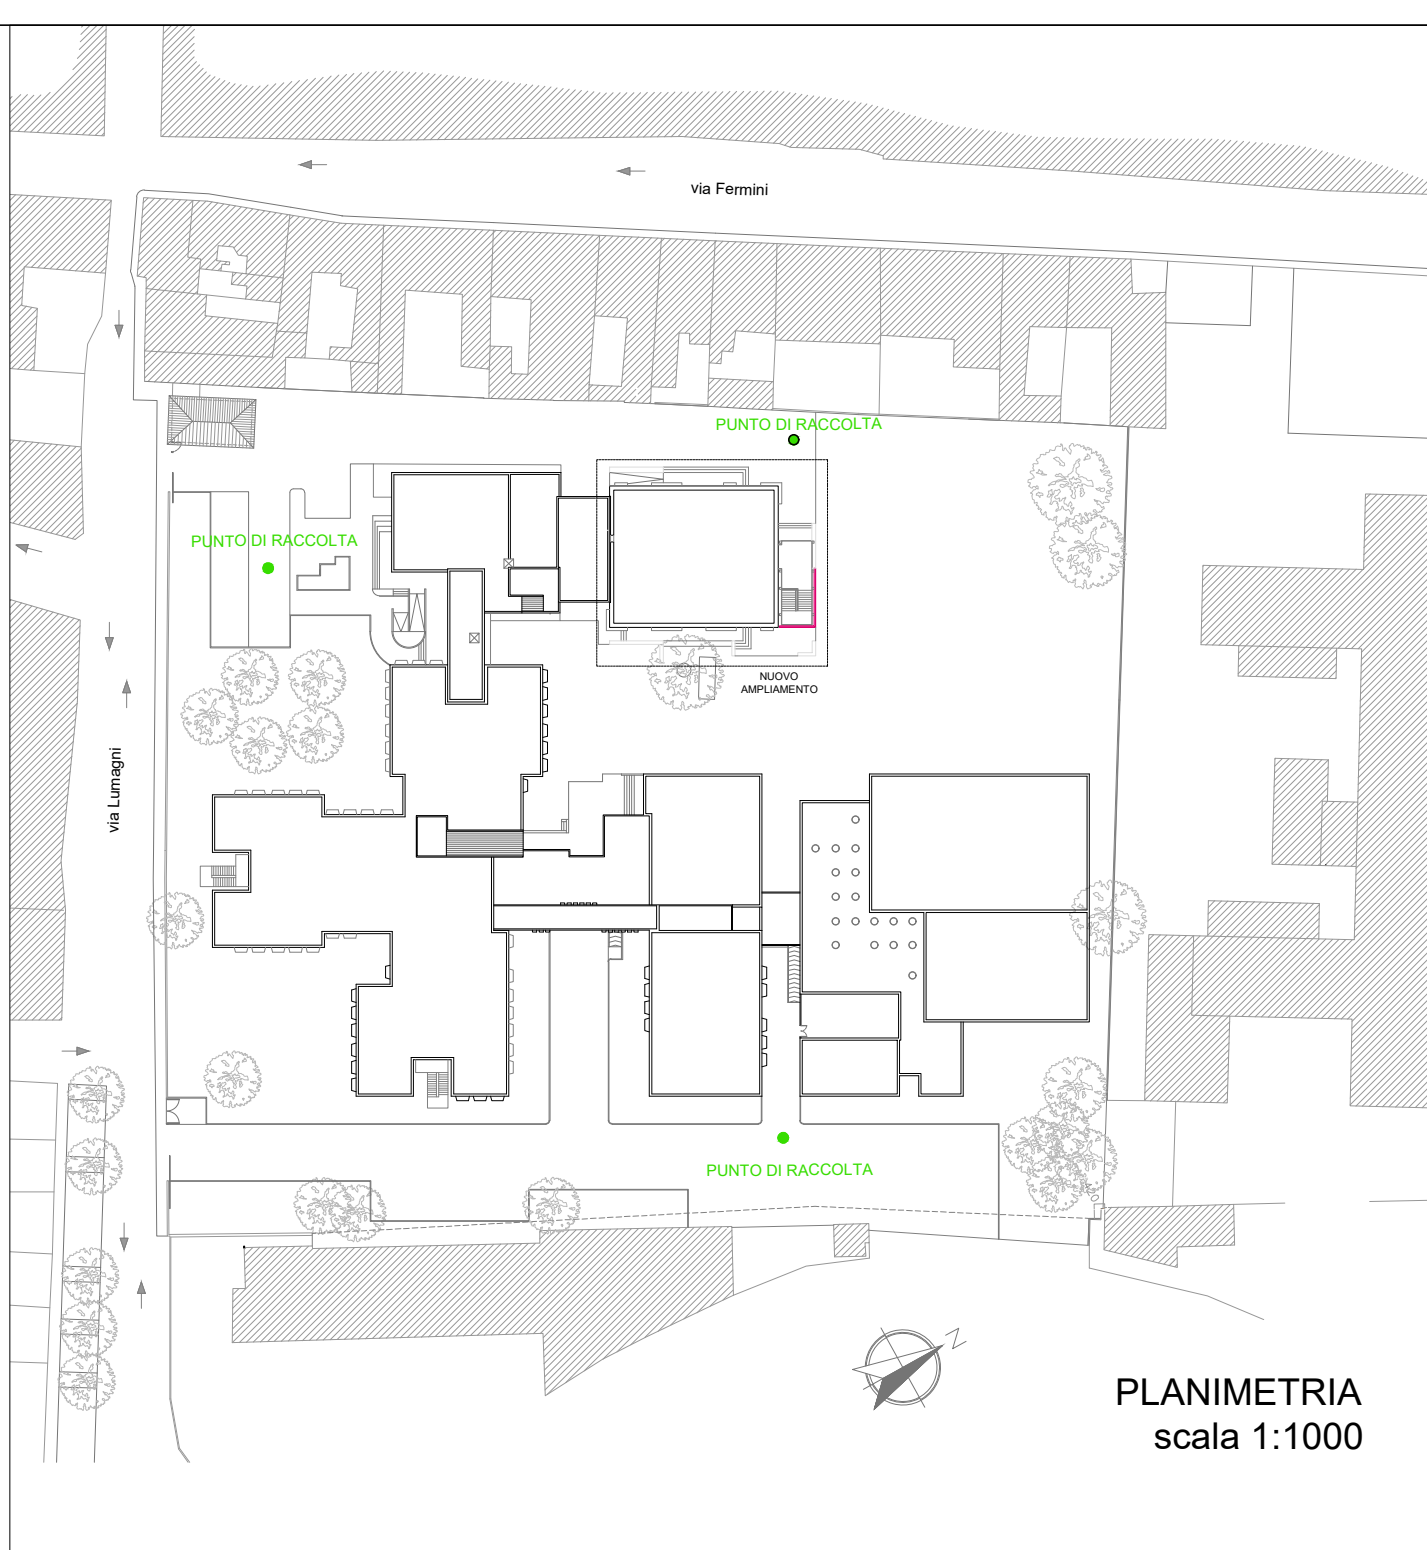 via Fermini
PUNTO DI RACCOLTA
PUNTO DI RACCOLTA
NUOVO
AMPLIAMENTO
via Lumagni
PUNTO DI RACCOLTA
N
PLANIMETRIA
scala 1:1000